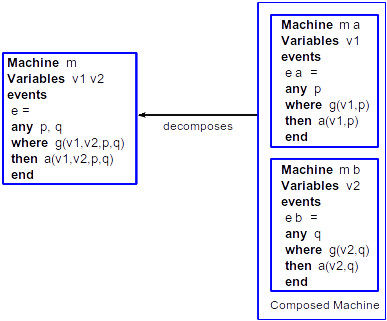 Machine m
Variables v1 v2
events
e =
any p, q
where g(v1,v2,p,q)
then a(v1,v2,p,q)
end
decomposes
Machine m a
Variables v1
events
e a =
any p
where g(v1,p)
then a(v1,p)
end
Machine m b
Variables v2
events
e b =
any q
where g(v2,q)
then a(v2,q)
end
Composed Machine